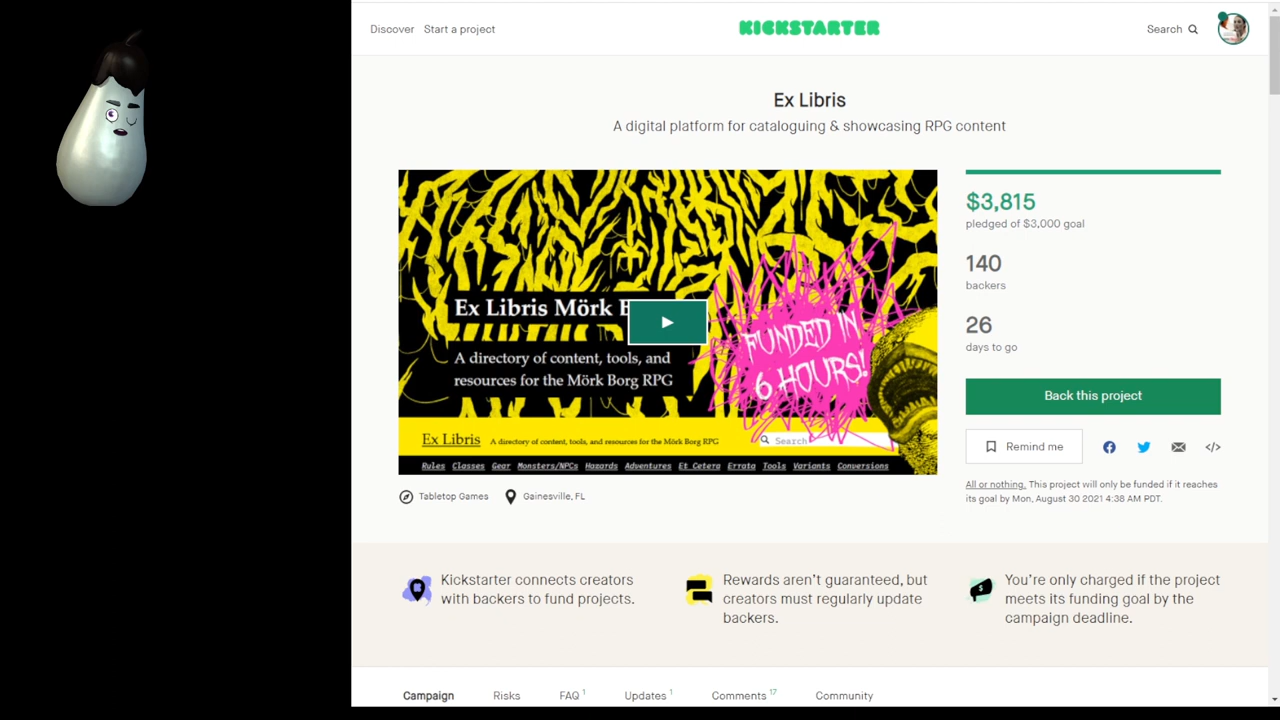 Discover Start a project KICKSTARTER Search
Ex Libris
A digital platform for cataloguing & showcasing RPG content
Ex Libris Mörk
A directory of content, tools, and
resources for the Mörk Borg RPG
FUNDED IN
6 HOURS!
Ex Libris A directory of content, tools, and resources for the Mörk Borg RPG Search
Rules Classes Gear Monsters/NPCs Hazards Adventures Et Cetera Errata Tools Variants Conversions
Tabletop Games Gainesville, FL
$3,815
pledged of $3,000 goal
140
backers
26
days to go
Back this project
Remind me </>
All or nothing. This project will only be funded if it reaches
its goal by Mon, August 30 2021 4:38 AM PDT.
Kickstarter connects creators
with backers to fund projects.
Rewards aren't guaranteed, but
creators must regularly update
backers.
You're only charged if the project
meets its funding goal by the
campaign deadline.
Campaign Risks FAQ 1 Updates 1 Comments 17 Community